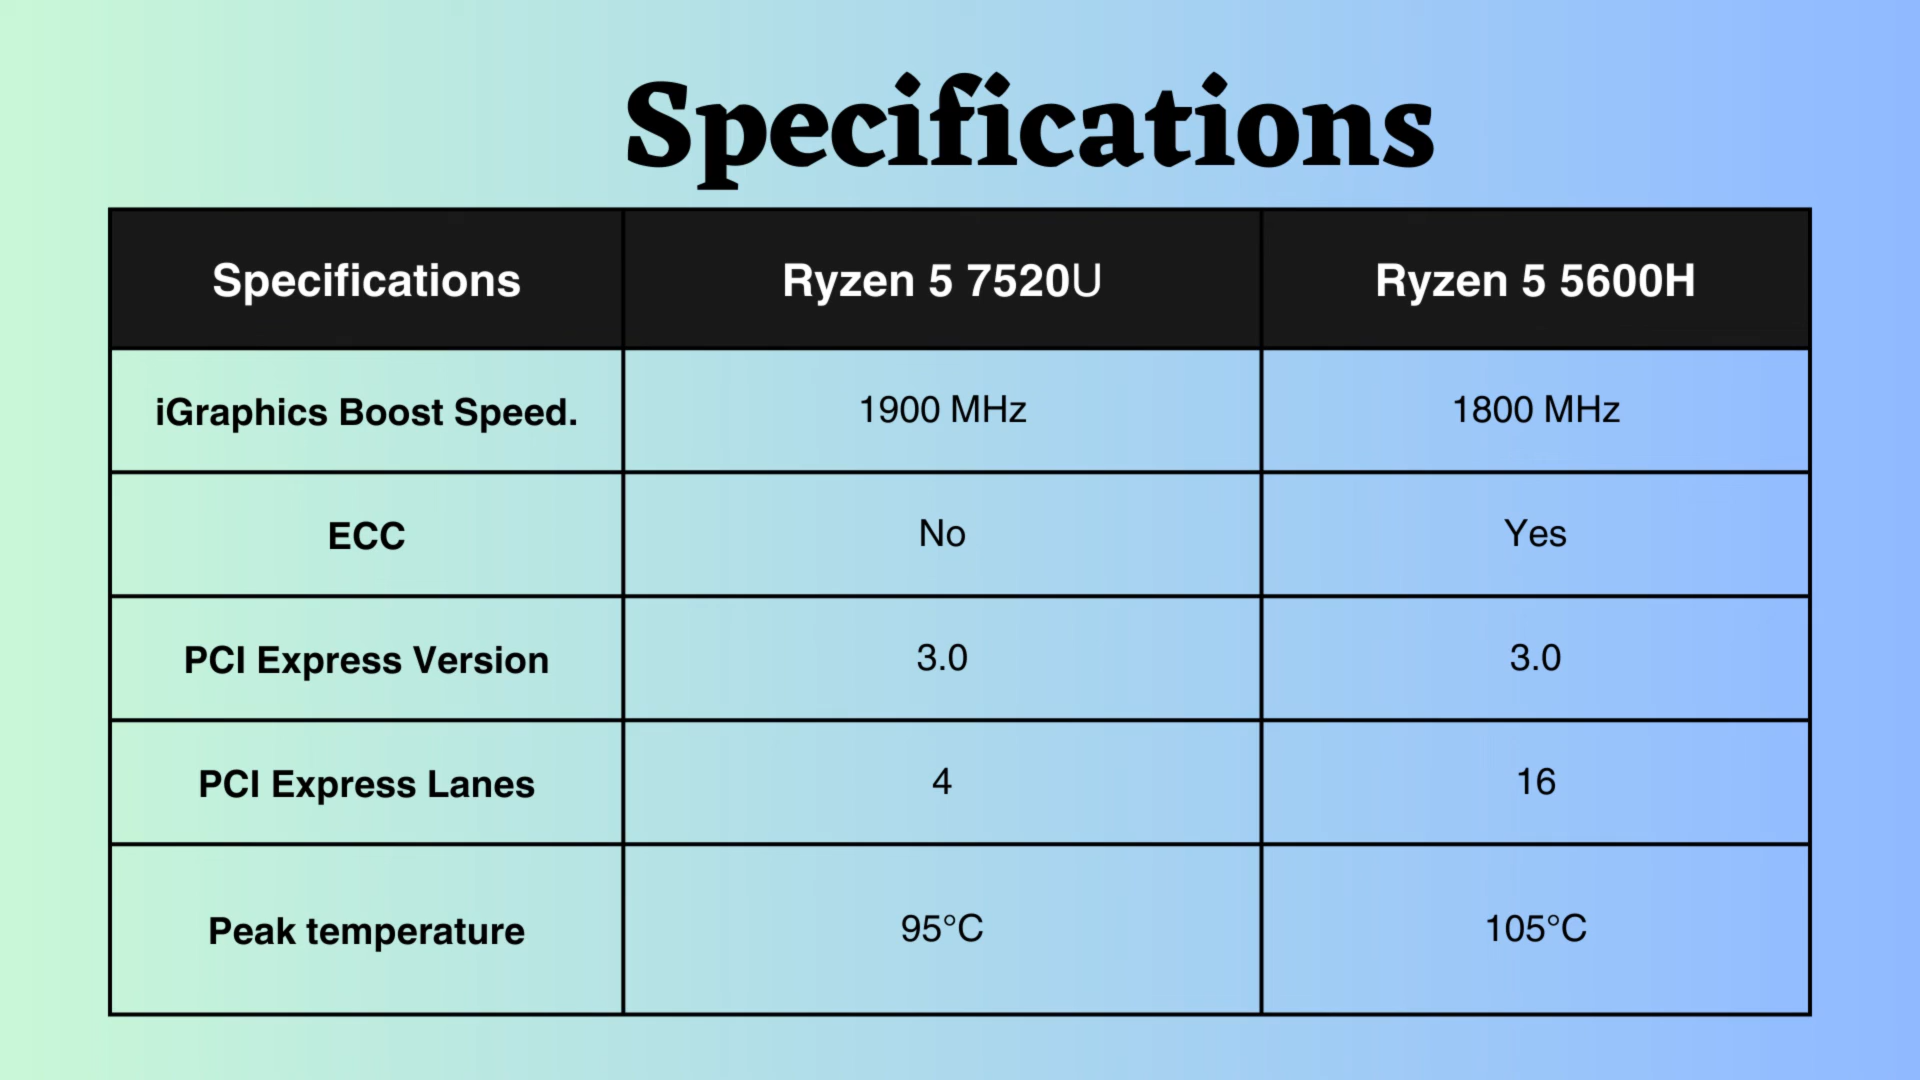 Specifications
Specifications Ryzen 5 7520U Ryzen 5 5600H
iGraphics Boost Speed. 1900 MHz 1800 MHz
ECC No Yes
PCI Express Version 3.0 3.0
PCI Express Lanes 4 16
Peak temperature 95°C 105°C